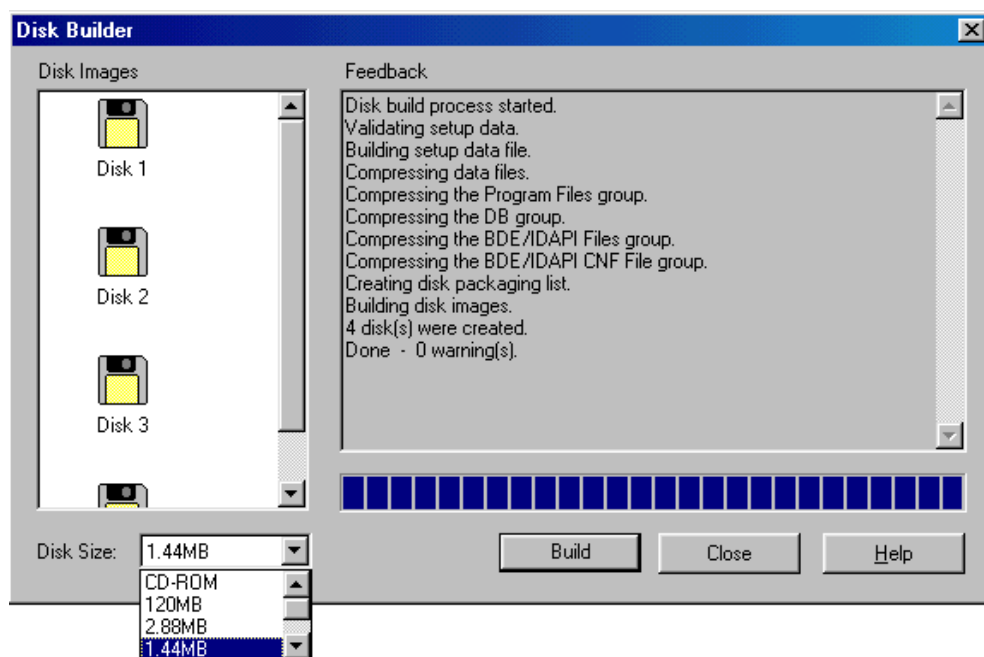 Disk Builder
Disk Images
Disk 1
Disk 2
Disk 3
Feedback
Disk build process started.
Validating setup data.
Building setup data file.
Compressing data files.
Compressing the Program Files group.
Compressing the DB group.
Compressing the BDE/IDAPI Files group.
Compressing the BDE/IDAPI CNF File group.
Creating disk packaging list.
Building disk images.
4 disk(s) were created.
Done - 0 warning(s).
Disk Size: 1.44MB
CD-ROM
120MB
2.88MB
1.44MB
Build
Close
Help